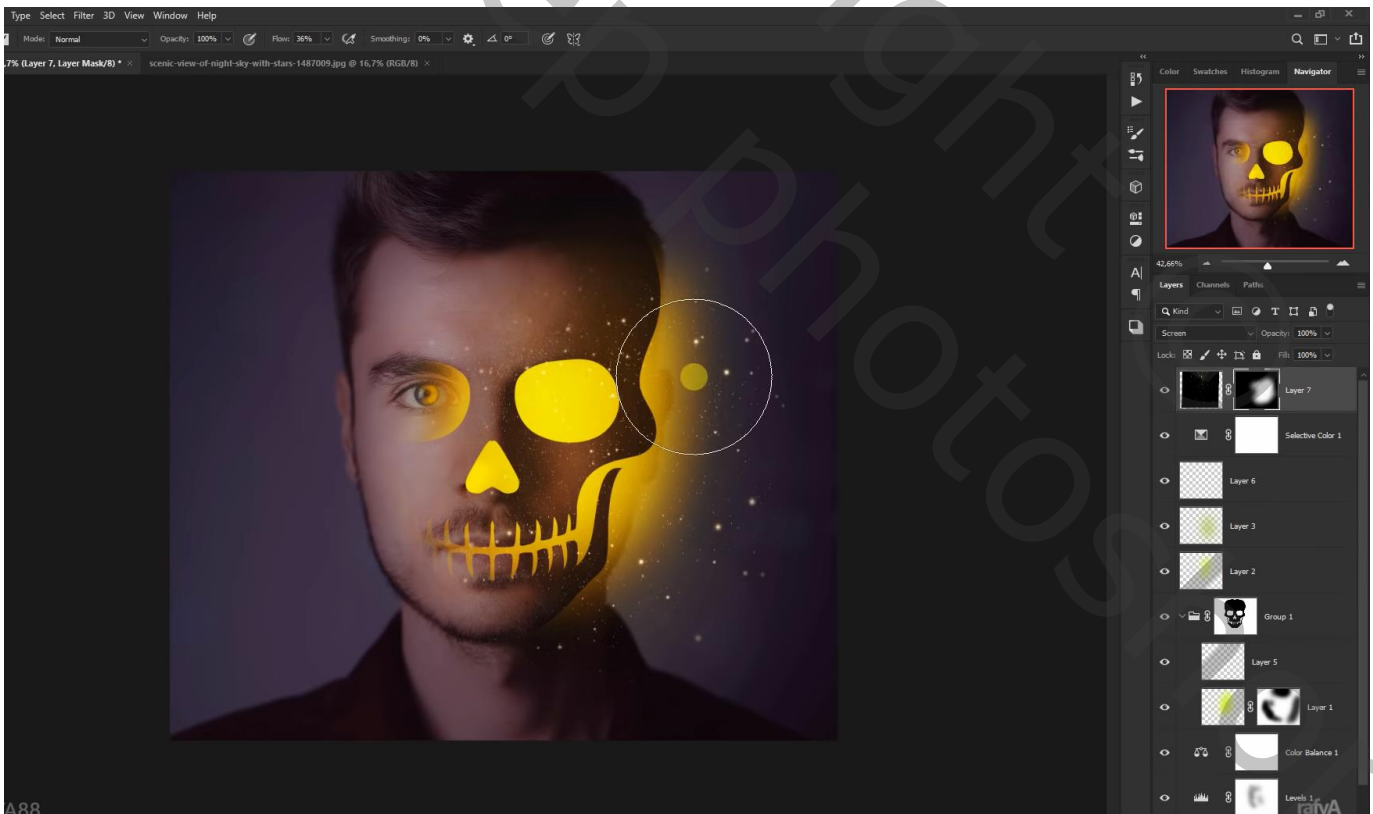 Type Select Filter 3D View Window Help
Mode: Normal Opacity: 100% Flow: 36% Smoothing: 0% 0°
,7% (Layer 7, Layer Mask/8) * × scenic-view-of-night-sky-with-stars-1487009.jpg @ 16,7% (RGB/8) ×
Color Swatches Histogram Navigator
42,66%
Layers Channels Paths
Kind
Screen Opacity: 100%
Lock: Fill: 100%
Layer 7
Selective Color 1
Layer 6
Layer 3
Layer 2
Group 1
Layer 5
Layer 1
Color Balance 1
Levels 1
A88
rafyA